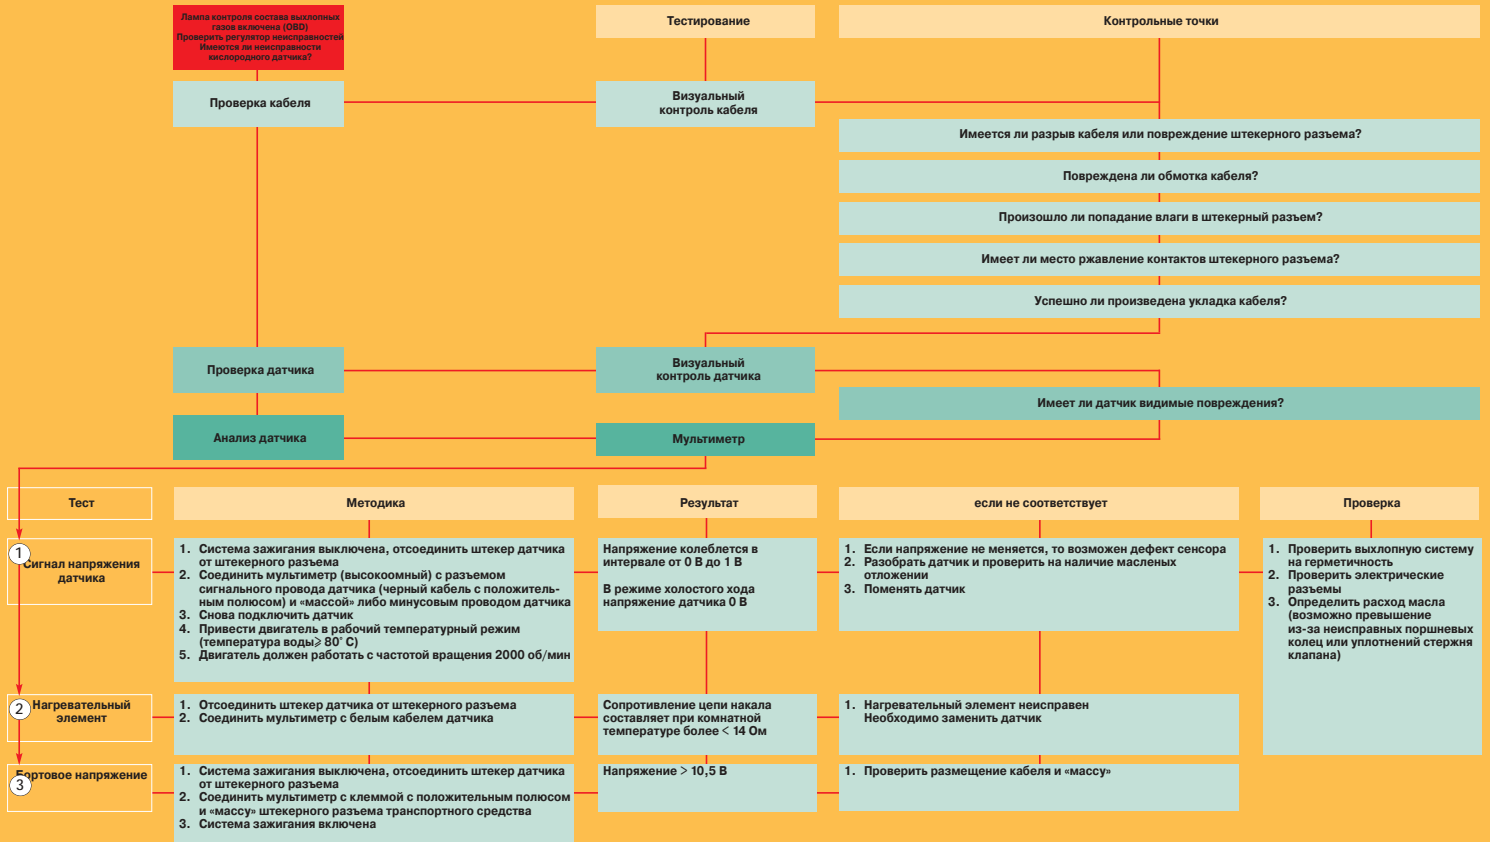 Лампа контроля состава выхлопных
газов включена (OBD)
Проверить регулятор неисправностей
Имеются ли неисправности
кислородного датчика?
Тестирование
Контрольные точки
Проверка кабеля
Визуальный
контроль кабеля
Имеется ли разрыв кабеля или повреждение штекерного разъема?
Повреждена ли обмотка кабеля?
Произошло ли попадание влаги в штекерный разъем?
Имеет ли место ржавление контактов штекерного разъема?
Успешно ли произведена укладка кабеля?
Проверка датчика
Визуальный
контроль датчика
Имеет ли датчик видимые повреждения?
Анализ датчика
Мультиметр
Тест
Методика
Результат
если не соответствует
Проверка
1
Сигнал напряжения
датчика
1. Система зажигания выключена, отсоединить штекер датчика
от штекерного разъема
2. Соединить мультиметр (высокоомный) с разъемом
сигнального провода датчика (черный кабель с положитель-
ным полюсом) и «массой» либо минусовым проводом датчика
3. Снова подключить датчик
4. Привести двигатель в рабочий температурный режим
(температура воды⩾ 80˚ С)
5. Двигатель должен работать с частотой вращения 2000 об/мин
Напряжение колеблется в
интервале от 0 В до 1 В
В режиме холостого хода
напряжение датчика 0 В
1. Если напряжение не меняется, то возможен дефект сенсора
2. Разобрать датчик и проверить на наличие масленых
отложении
3. Поменять датчик
1. Проверить выхлопную систему
на герметичность
2. Проверить электрические
разъемы
3. Определить расход масла
(возможно превышение
из-за неисправных поршневых
колец или уплотнений стержня
клапана)
2
Нагревательный
элемент
1. Отсоединить штекер датчика от штекерного разъема
2. Соединить мультиметр с белым кабелем датчика
Сопротивление цепи накала
составляет при комнатной
температуре более < 14 Ом
1. Нагревательный элемент неисправен
Необходимо заменить датчик
Бортовое напряжение
3
1. Система зажигания выключена, отсоединить штекер датчика
от штекерного разъема
2. Соединить мультиметр с клеммой с положительным полюсом
и «массу» штекерного разъема транспортного средства
3. Система зажигания включена
Напряжение > 10,5 В
1. Проверить размещение кабеля и «массу»